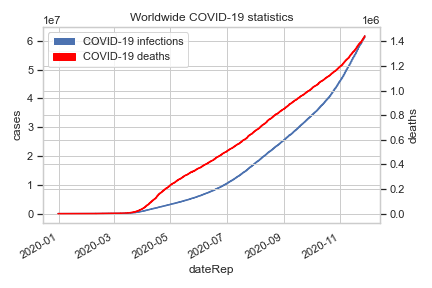 Worldwide COVID-19 statistics
1e7
1e6
COVID-19 infections
COVID-19 deaths
6
5
4
3
2
1
0
cases
1.4
1.2
1.0
0.8
0.6
0.4
0.2
0.0
deaths
2020-01
2020-03
2020-05
2020-07
2020-09
2020-11
dateRep